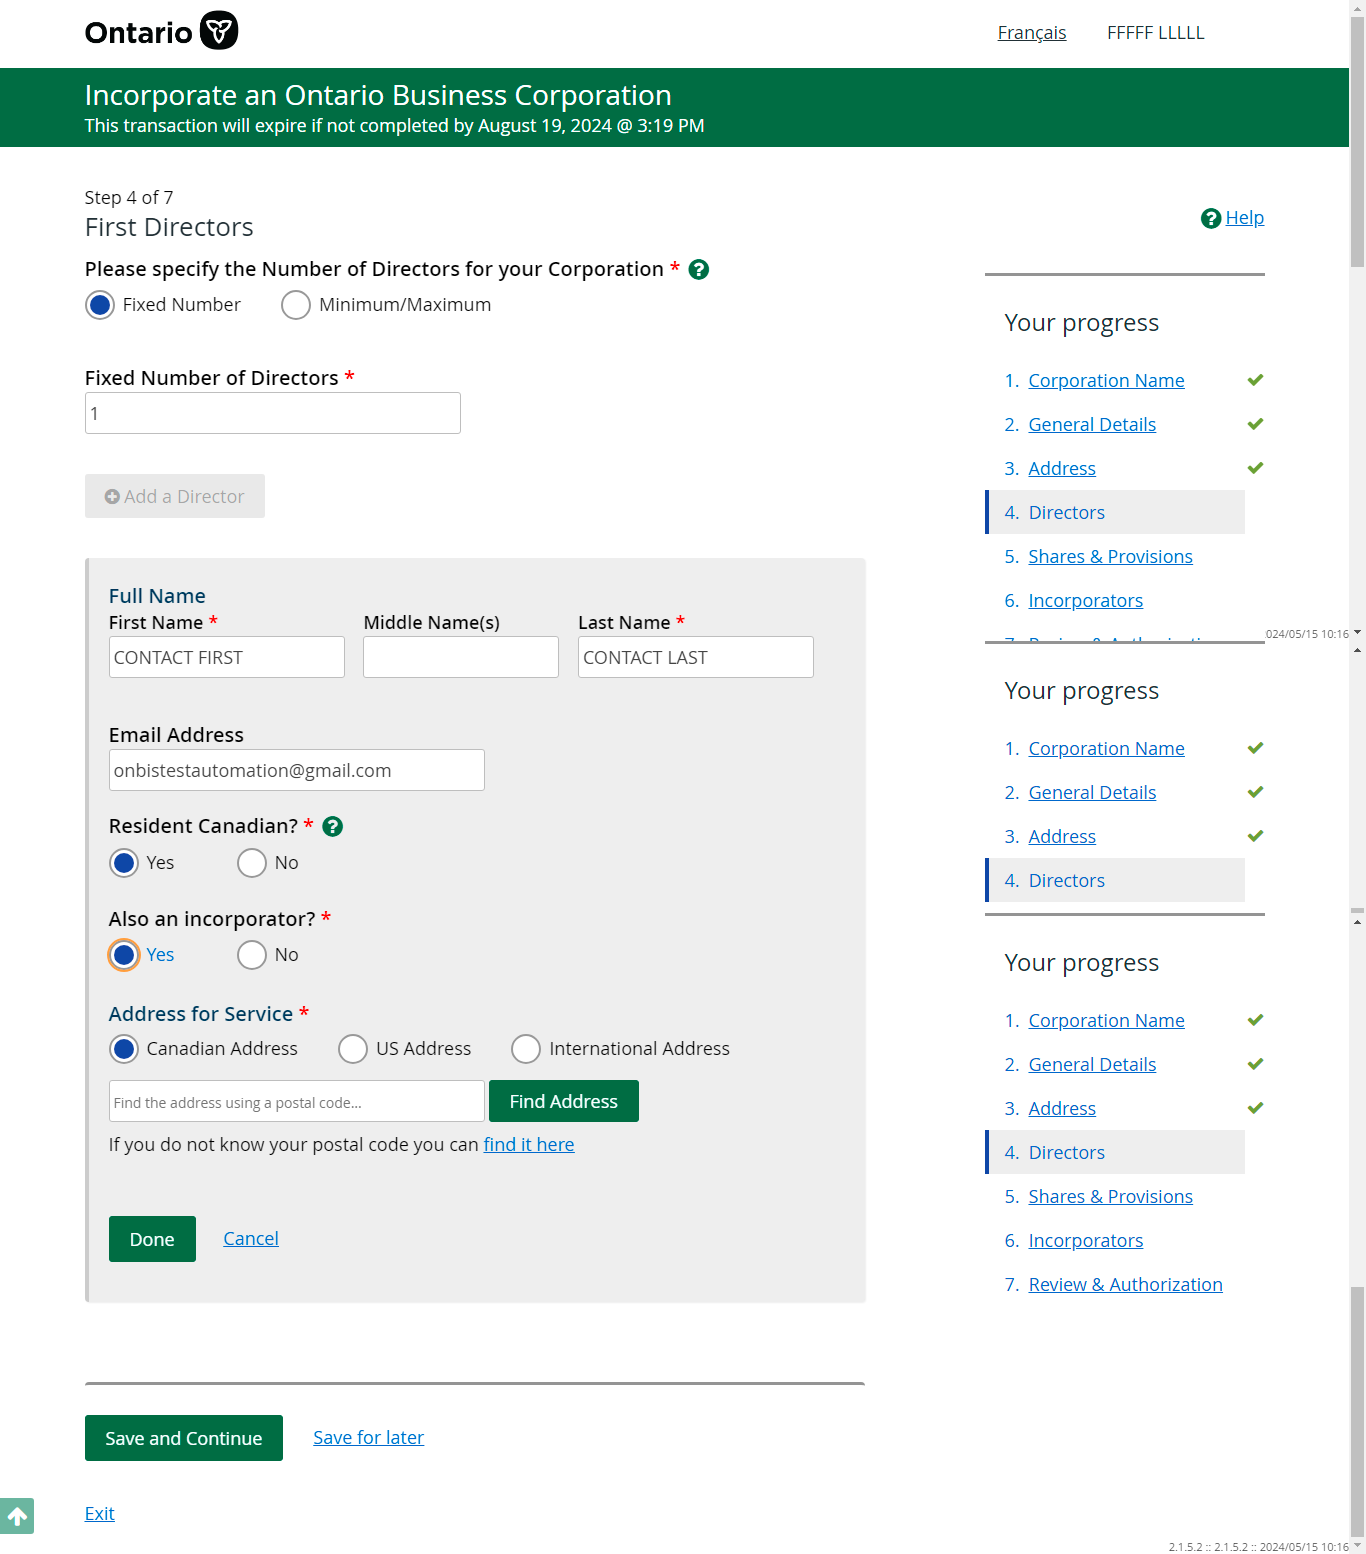 Ontario
Français
FFFFF LLLLL
Incorporate an Ontario Business Corporation
This transaction will expire if not completed by August 19, 2024 @ 3:19 PM
Step 4 of 7
First Directors
Help
Please specify the Number of Directors for your Corporation *
Fixed Number
Minimum/Maximum
Fixed Number of Directors *
1
Add a Director
Full Name
First Name *
Middle Name(s)
Last Name *
CONTACT FIRST
CONTACT LAST
Email Address
onbistestautomation@gmail.com
Resident Canadian? *
Yes
No
Also an incorporator? *
Yes
No
Address for Service *
Canadian Address
US Address
International Address
Find the address using a postal code...
Find Address
If you do not know your postal code you can find it here
Done
Cancel
Save and Continue
Save for later
Exit
Your progress
1. Corporation Name
2. General Details
3. Address
4. Directors
5. Shares & Provisions
6. Incorporators
024/05/15 10:16
Your progress
1. Corporation Name
2. General Details
3. Address
4. Directors
Your progress
1. Corporation Name
2. General Details
3. Address
4. Directors
5. Shares & Provisions
6. Incorporators
7. Review & Authorization
2.1.5.2 :: 2.1.5.2 :: 2024/05/15 10:16